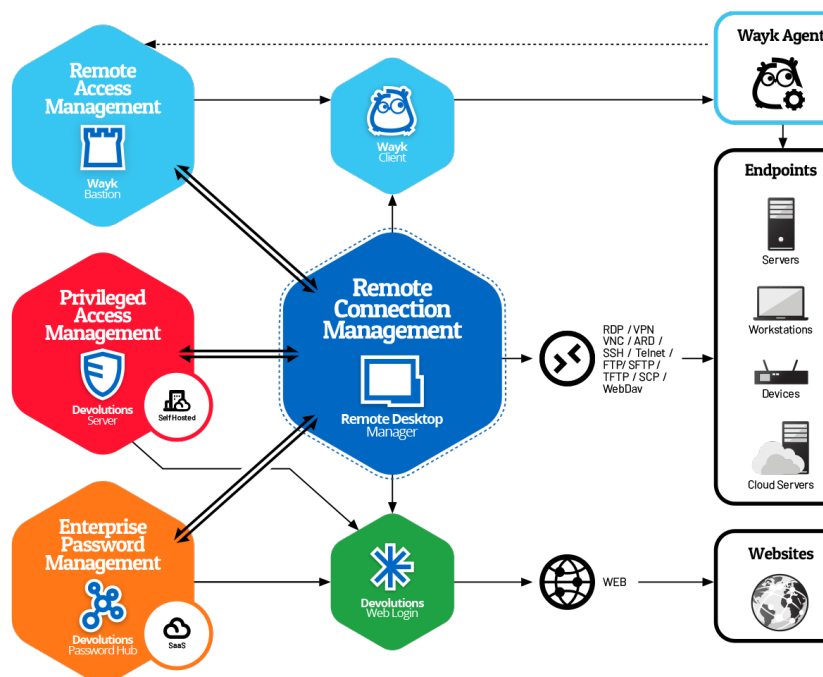 Remote
Access
Management
Wayk
Bastion
Wayk
Client
Wayk Agent
Endpoints
Servers
Workstations
Devices
Cloud Servers
Privileged
Access
Management
Devolutions
Server
Self Hosted
Remote
Connection
Management
Remote Desktop
Manager
RDP / VPN
VNC / ARD /
SSH / Telnet /
FTP/ SFTP /
TFTP / SCP /
WebDav
Enterprise
Password
Management
Devolutions
Password Hub
SaaS
Devolutions
Web Login
WEB
Websites